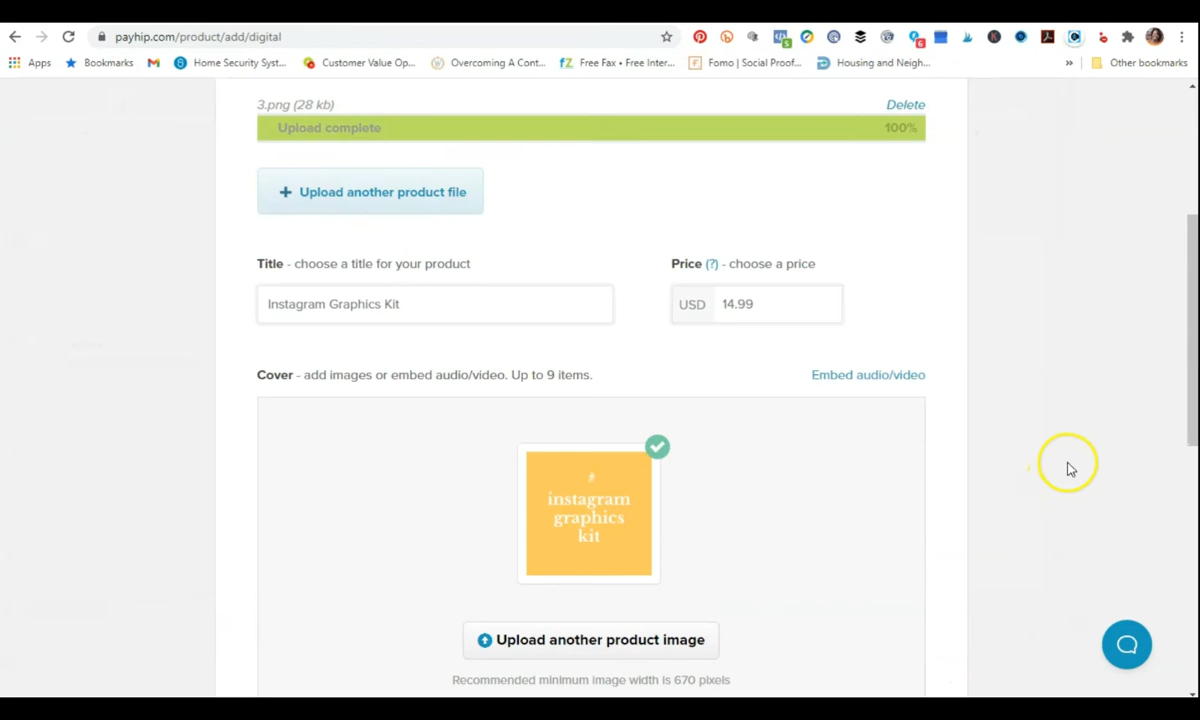 payhip.com/product/add/digital
6
Apps Bookmarks Home Security Syst... Customer Value Op... Overcoming A Cont... Free Fax • Free Inter... Fomo | Social Proof... Housing and Neigh... » Other bookmarks
3.png (28 kb) Delete
Upload complete 100%
+ Upload another product file
Title - choose a title for your product Price (?) - choose a price
Instagram Graphics Kit USD 14.99
Cover - add images or embed audio/video. Up to 9 items. Embed audio/video
instagram
graphics
kit
Upload another product image
Recommended minimum image width is 670 pixels